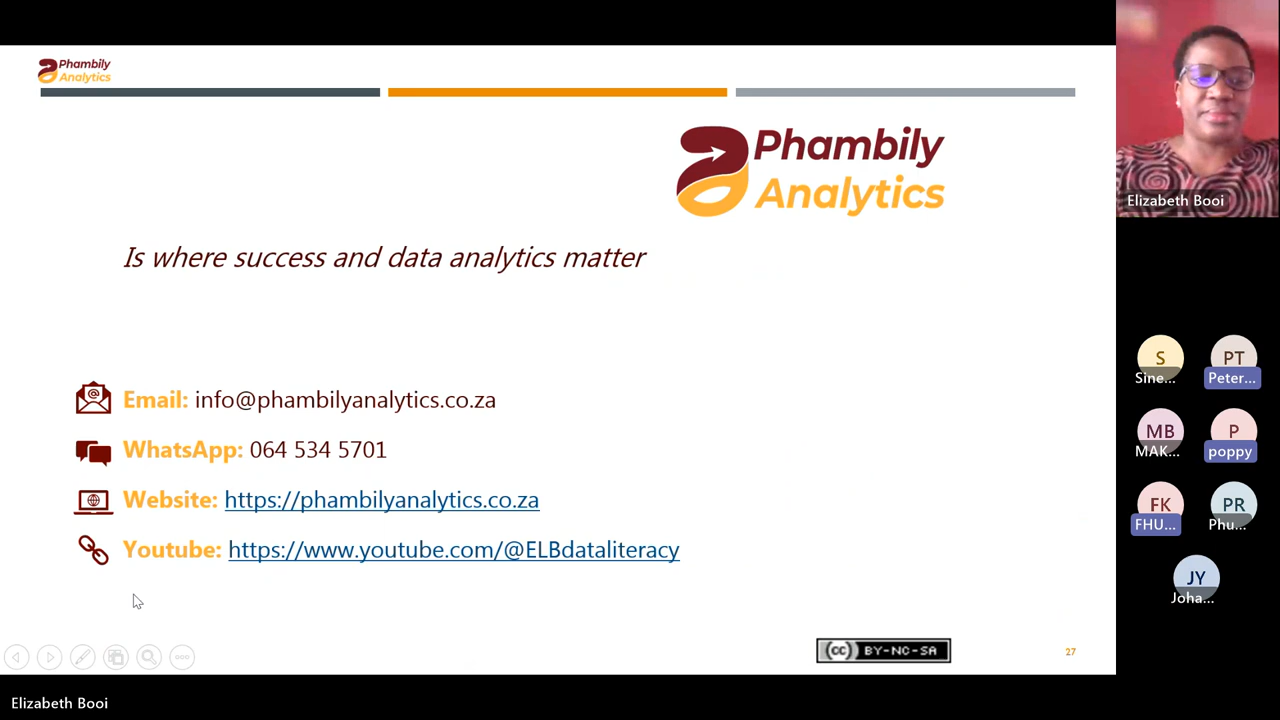 Phambily
Analytics
Phambily
Analytics
Is where success and data analytics matter
Email: info@phambilyanalytics.co.za
WhatsApp: 064 534 5701
Website: https://phambilyanalytics.co.za
Youtube: https://www.youtube.com/@ELBdataliteracy
cc BY-NC-SA
27
Elizabeth Booi
S
Sine...
PT
Peter...
MB
MAK...
P
poppy
FK
FHU...
PR
Phu...
JY
Joha...
Elizabeth Booi